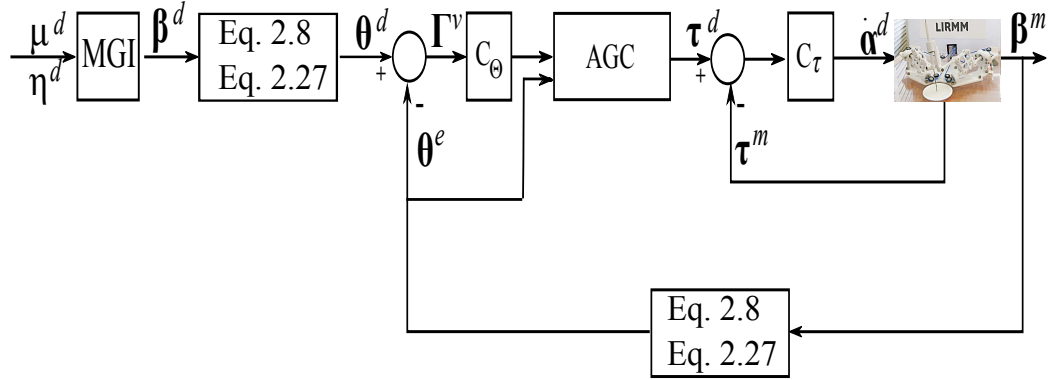 μ^d
η^d
MGI
β^d
Eq. 2.8
Eq. 2.27
θ^d
+
-
Γ^v
C_Θ
AGC
τ^d
+
-
C_τ
α̇^d
LIRMM
β^m
θ^e
τ^m
Eq. 2.8
Eq. 2.27